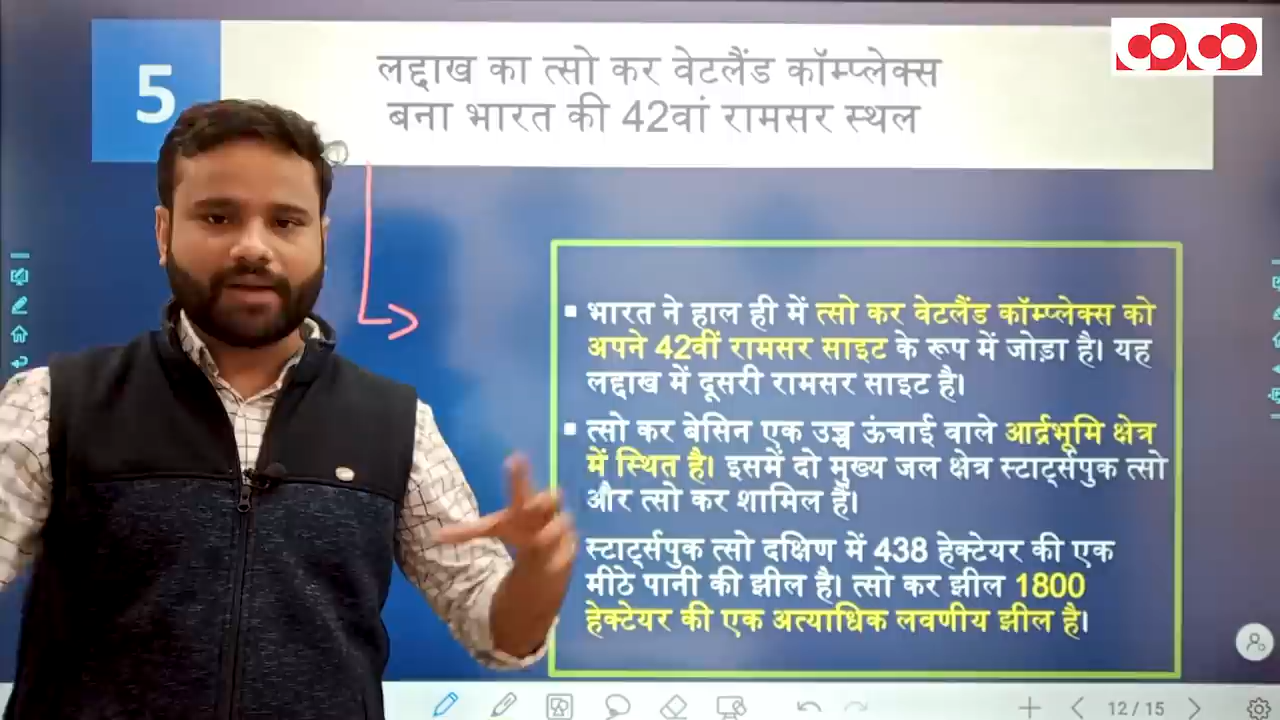 5
लद्दाख का त्सो कर वेटलैंड कॉम्प्लेक्स
बना भारत की 42वां रामसर स्थल
▪ भारत ने हाल ही में त्सो कर वेटलैंड कॉम्प्लेक्स को
अपने 42वीं रामसर साइट के रूप में जोड़ा है। यह
लद्दाख में दूसरी रामसर साइट है।
▪ त्सो कर बेसिन एक उच्च ऊंचाई वाले आर्द्रभूमि क्षेत्र
में स्थित है। इसमें दो मुख्य जल क्षेत्र स्टार्ट्सपुक त्सो
और त्सो कर शामिल हैं।
स्टार्ट्सपुक त्सो दक्षिण में 438 हेक्टेयर की एक
मीठे पानी की झील है। त्सो कर झील 1800
हेक्टेयर की एक अत्याधिक लवणीय झील है।
12 / 15